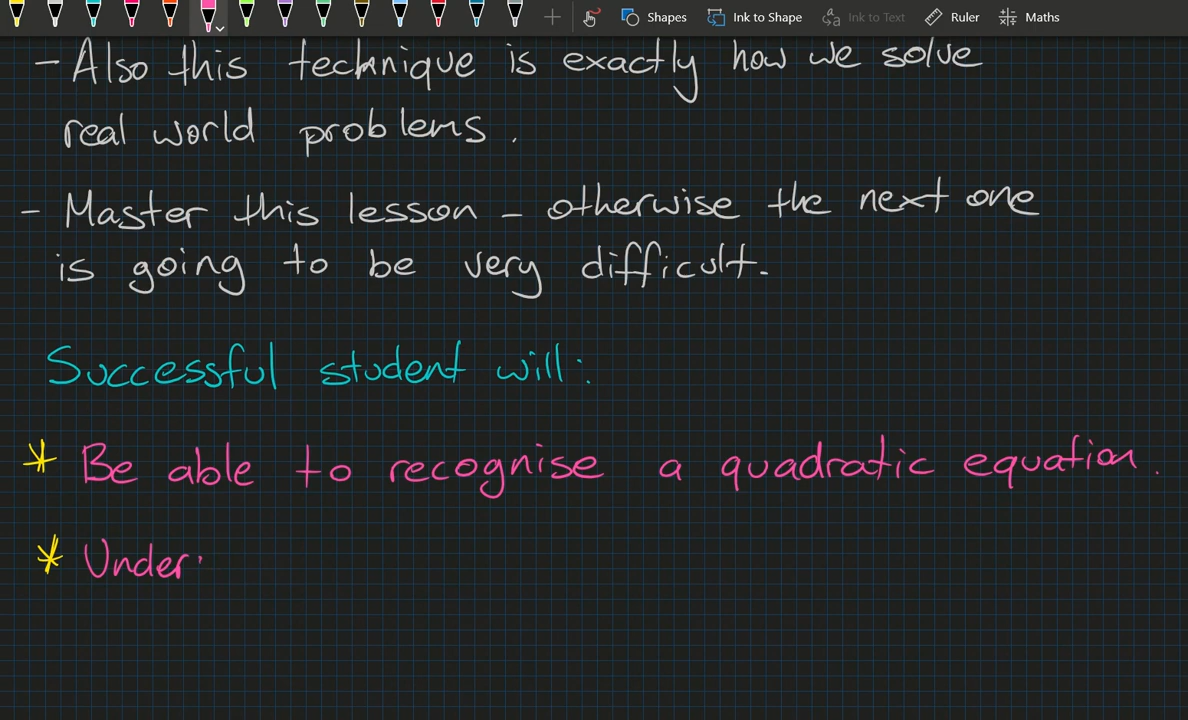 Shapes Ink to Shape Ink to Text Ruler Maths
- Also this technique is exactly how we solve
real world problems.
- Master this lesson - otherwise the next one
is going to be very difficult.
Successful student will:
* Be able to recognise a quadratic equation.
* Under